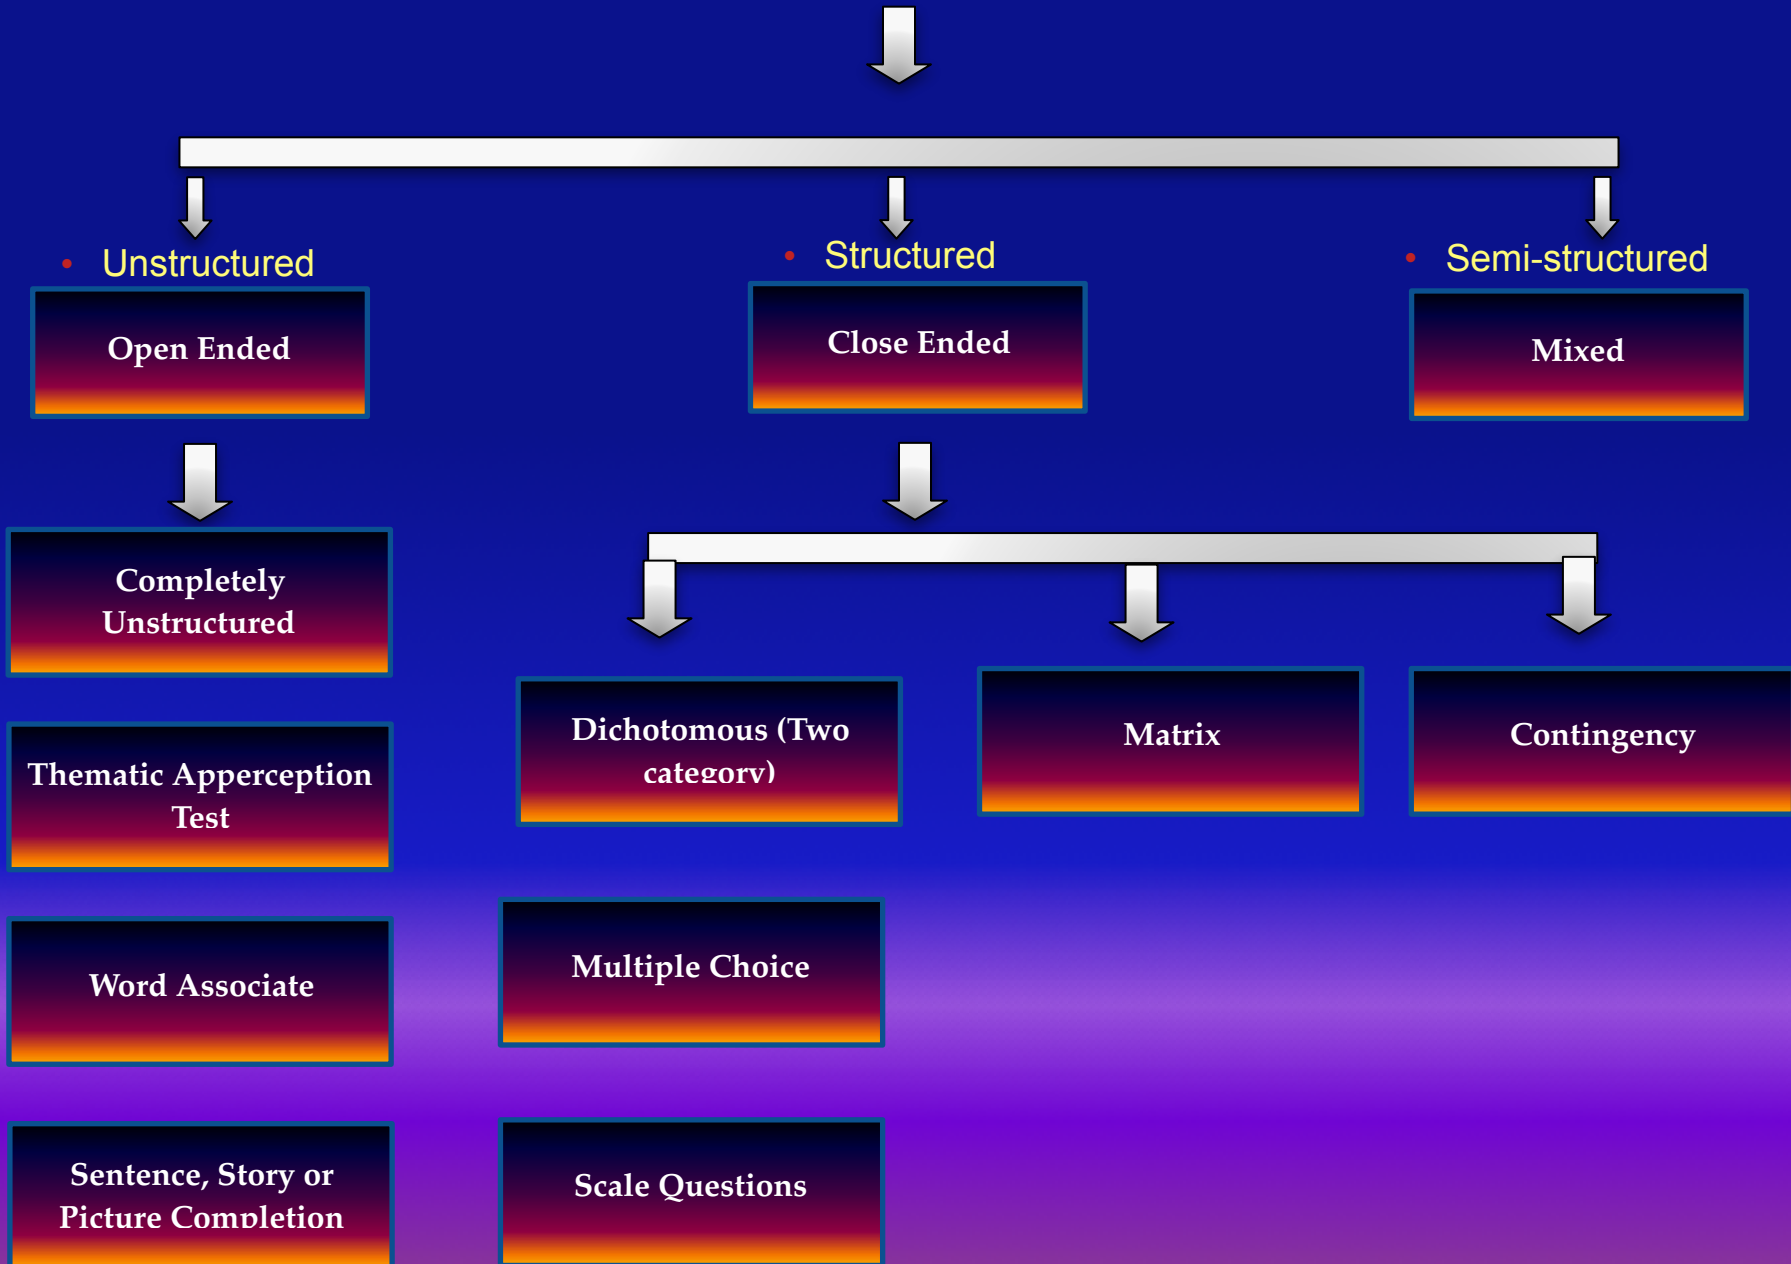 • Unstructured
Open Ended
• Structured
Close Ended
• Semi-structured
Mixed
Completely
Unstructured
Thematic Apperception
Test
Word Associate
Sentence, Story or
Picture Completion
Dichotomous (Two
category)
Multiple Choice
Scale Questions
Matrix
Contingency